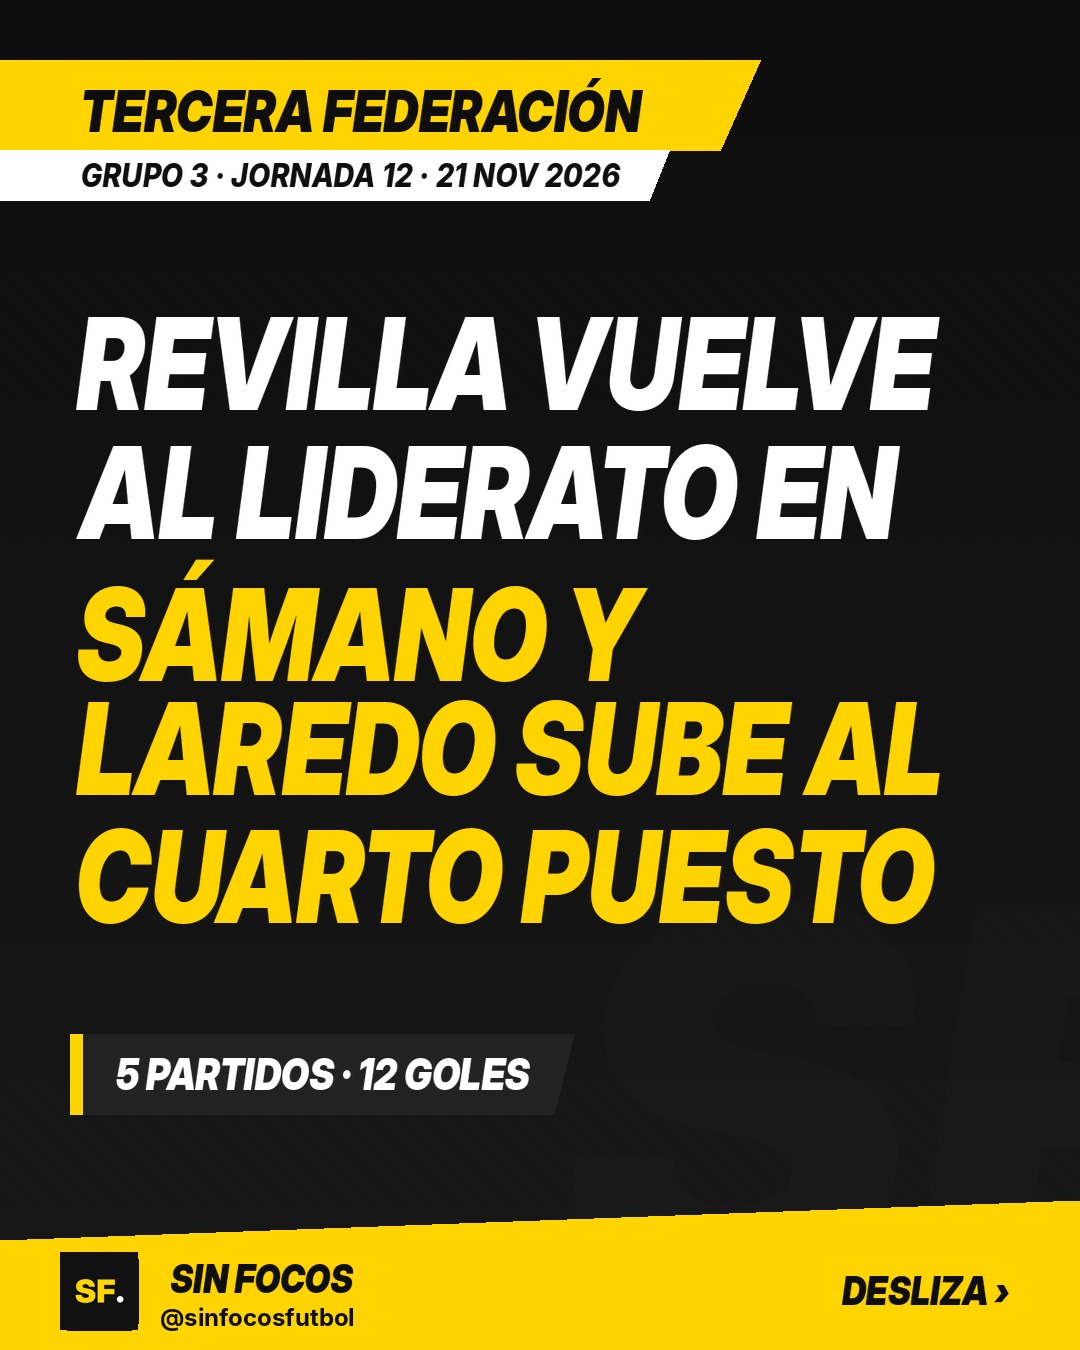 TERCERA FEDERACIÓN
GRUPO 3 · JORNADA 12 · 21 NOV 2026
REVILLA VUELVE
AL LIDERATO EN
SÁMANO Y
LAREDO SUBE AL
CUARTO PUESTO
5 PARTIDOS · 12 GOLES
SF
SF.
SIN FOCOS
@sinfocosfutbol
DESLIZA ›